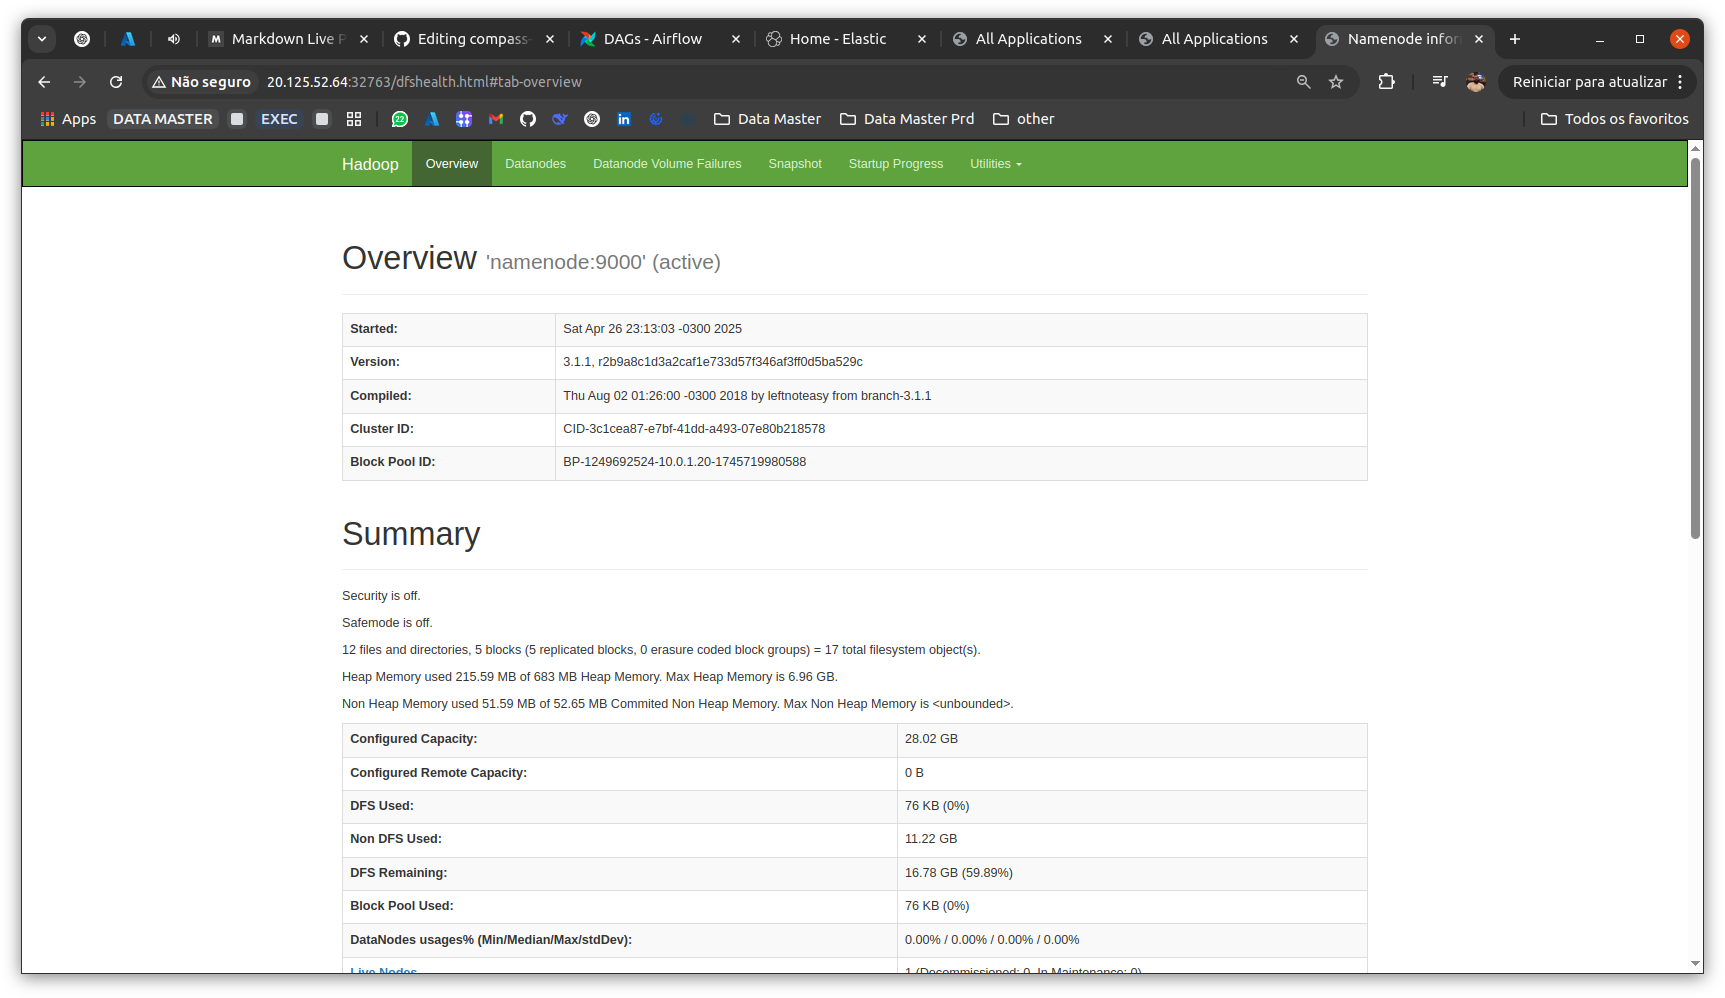 Markdown Live P
Editing compass-
DAGs - Airflow
Home - Elastic
All Applications
All Applications
Namenode infor
Não seguro
20.125.52.64:32763/dfshealth.html#tab-overview
Reiniciar para atualizar
Apps
DATA MASTER
EXEC
22
in
Data Master
Data Master Prd
other
Todos os favoritos
Hadoop
Overview
Datanodes
Datanode Volume Failures
Snapshot
Startup Progress
Utilities
Overview 'namenode:9000' (active)
Started: Sat Apr 26 23:13:03 -0300 2025
Version: 3.1.1, r2b9a8c1d3a2caf1e733d57f346af3ff0d5ba529c
Compiled: Thu Aug 02 01:26:00 -0300 2018 by leftnoteasy from branch-3.1.1
Cluster ID: CID-3c1cea87-e7bf-41dd-a493-07e80b218578
Block Pool ID: BP-1249692524-10.0.1.20-1745719980588
Summary
Security is off.
Safemode is off.
12 files and directories, 5 blocks (5 replicated blocks, 0 erasure coded block groups) = 17 total filesystem object(s).
Heap Memory used 215.59 MB of 683 MB Heap Memory. Max Heap Memory is 6.96 GB.
Non Heap Memory used 51.59 MB of 52.65 MB Commited Non Heap Memory. Max Non Heap Memory is <unbounded>.
Configured Capacity: 28.02 GB
Configured Remote Capacity: 0 B
DFS Used: 76 KB (0%)
Non DFS Used: 11.22 GB
DFS Remaining: 16.78 GB (59.89%)
Block Pool Used: 76 KB (0%)
DataNodes usages% (Min/Median/Max/stdDev): 0.00% / 0.00% / 0.00% / 0.00%
Live Nodes 1 (Decommissioned: 0, In Maintenance: 0)